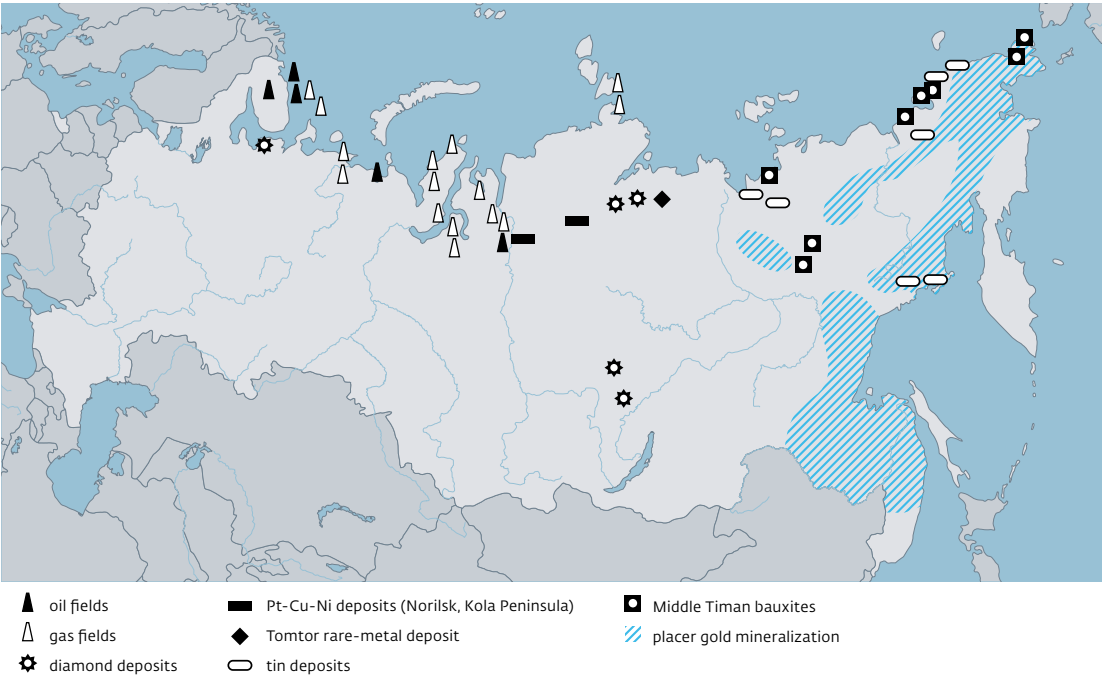 oil fields
gas fields
diamond deposits
Pt-Cu-Ni deposits (Norilsk, Kola Peninsula)
Tomtor rare-metal deposit
tin deposits
Middle Timan bauxites
placer gold mineralization